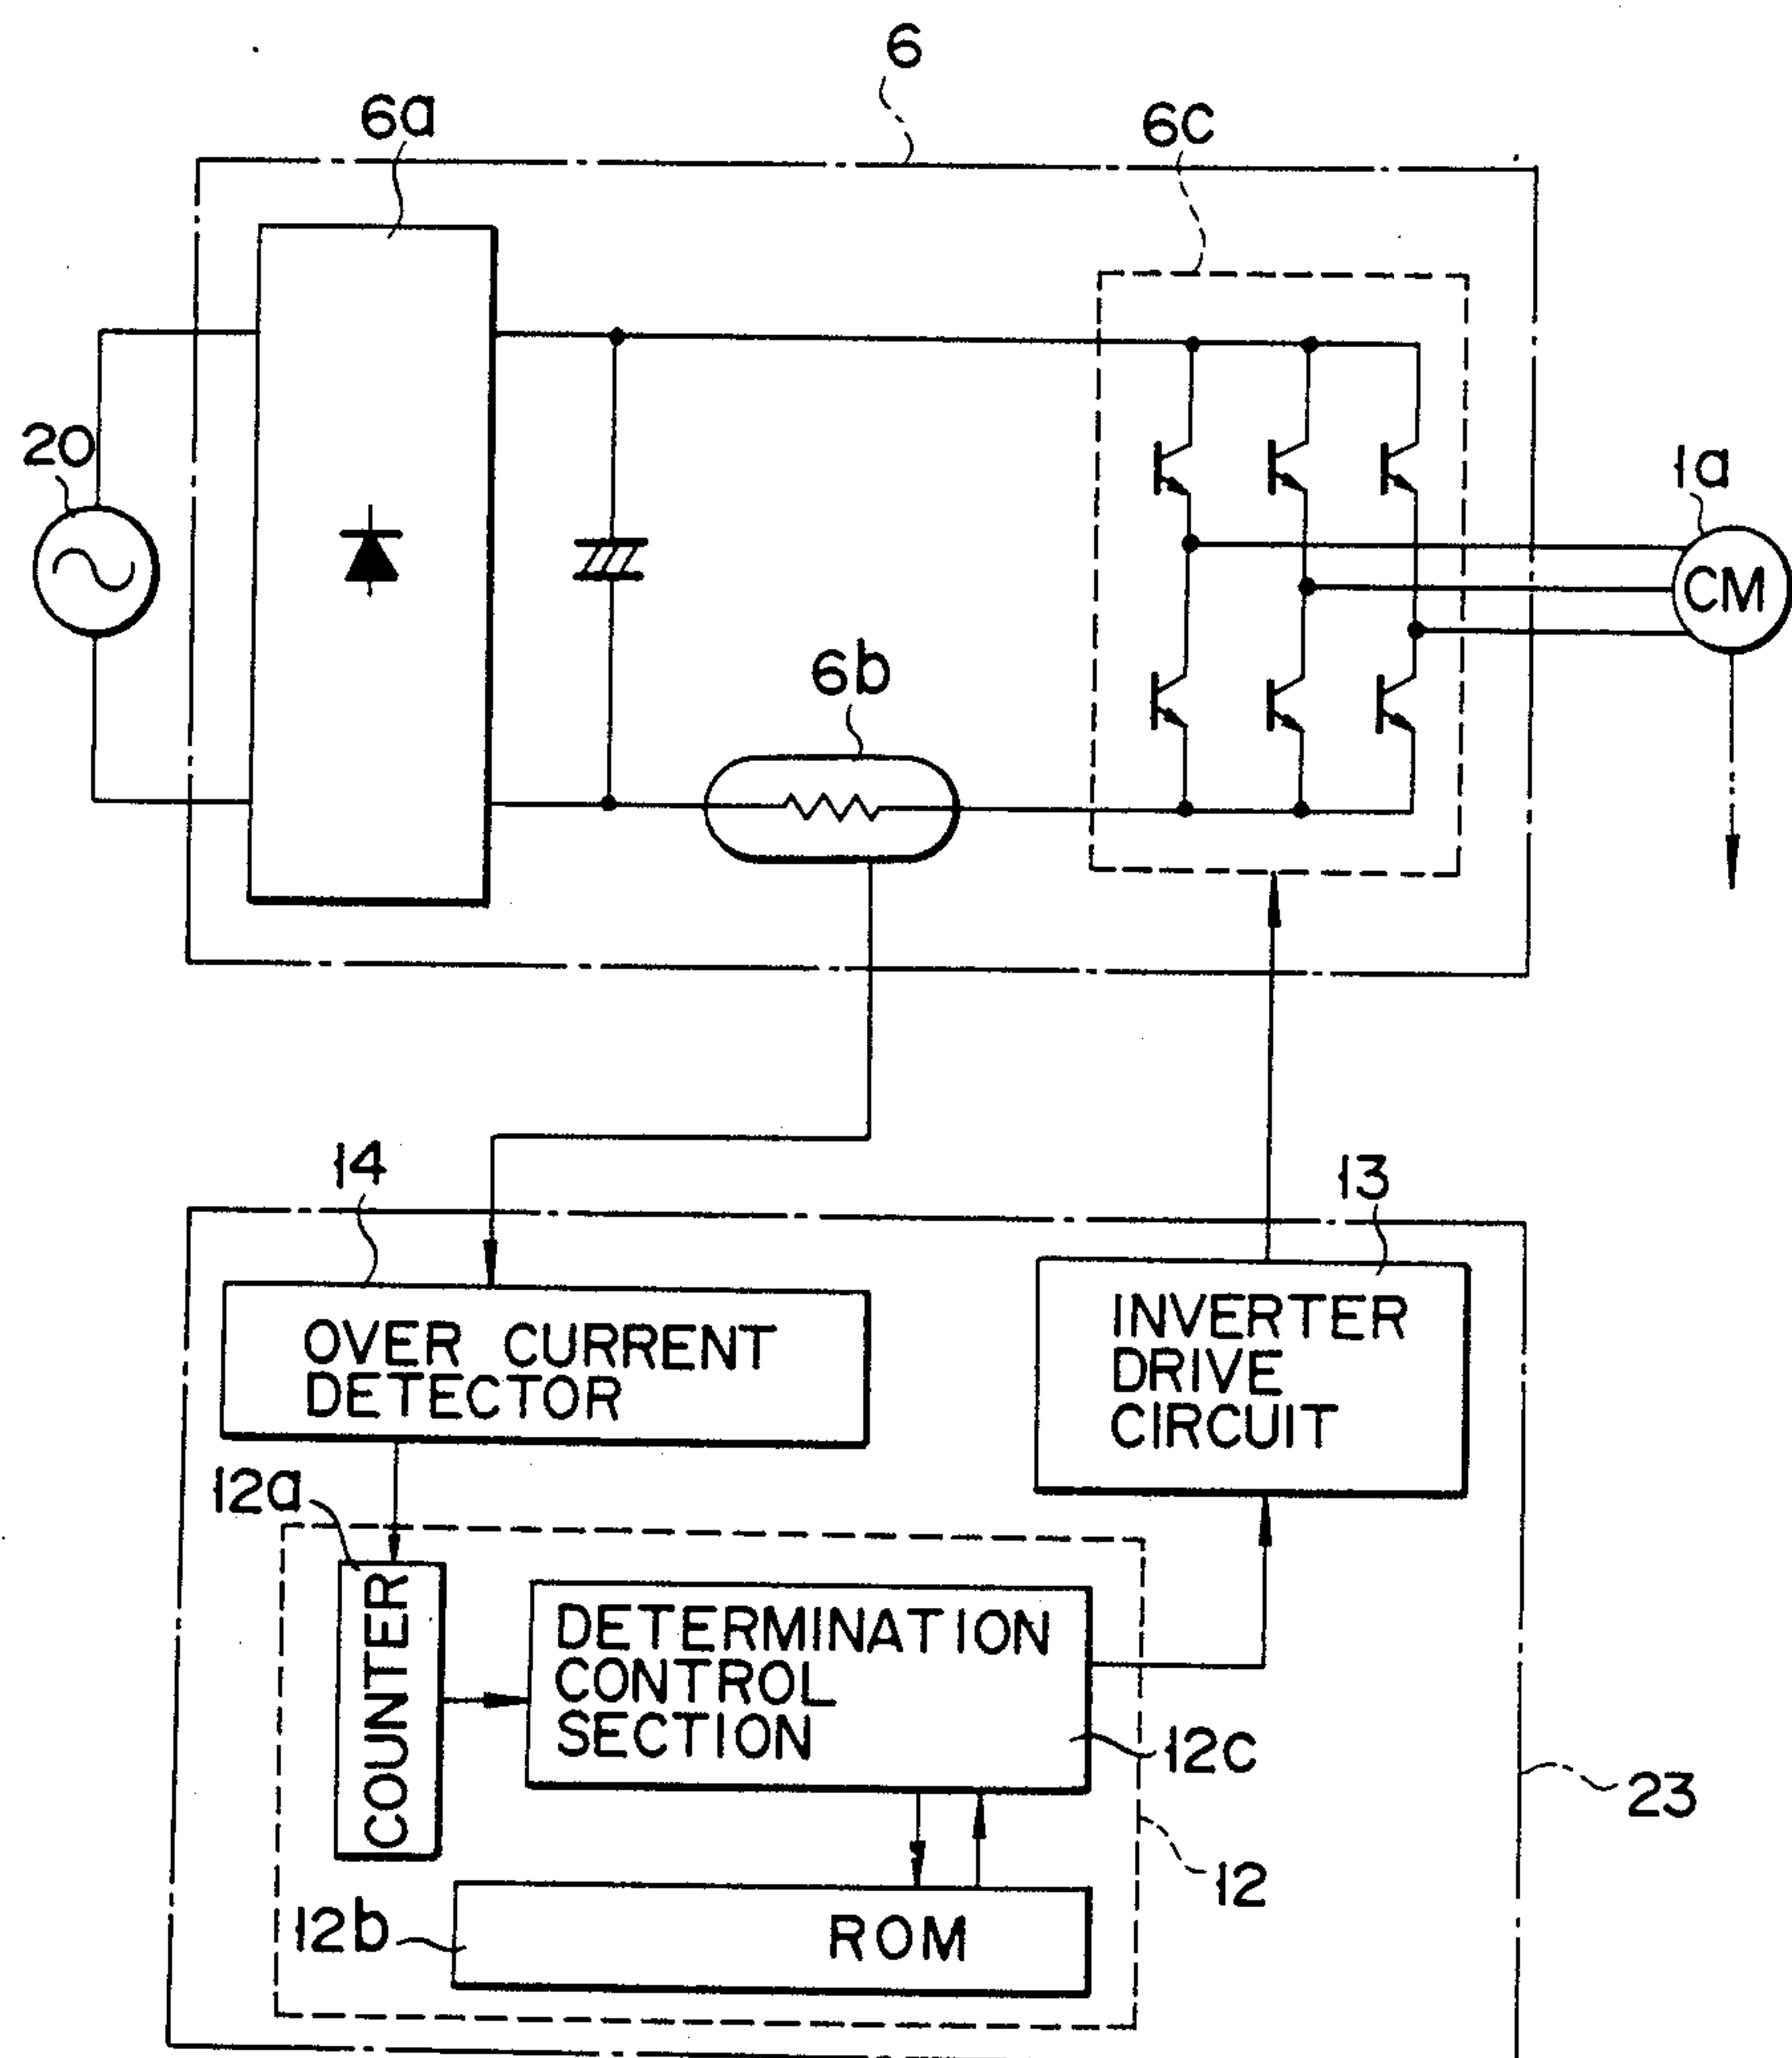 6
6a
6c
20
1a
CM
6b
14
13
OVER CURRENT
DETECTOR
INVERTER
DRIVE
CIRCUIT
12a
COUNTER
DETERMINATION
CONTROL
SECTION
12c
23
12
12b
ROM